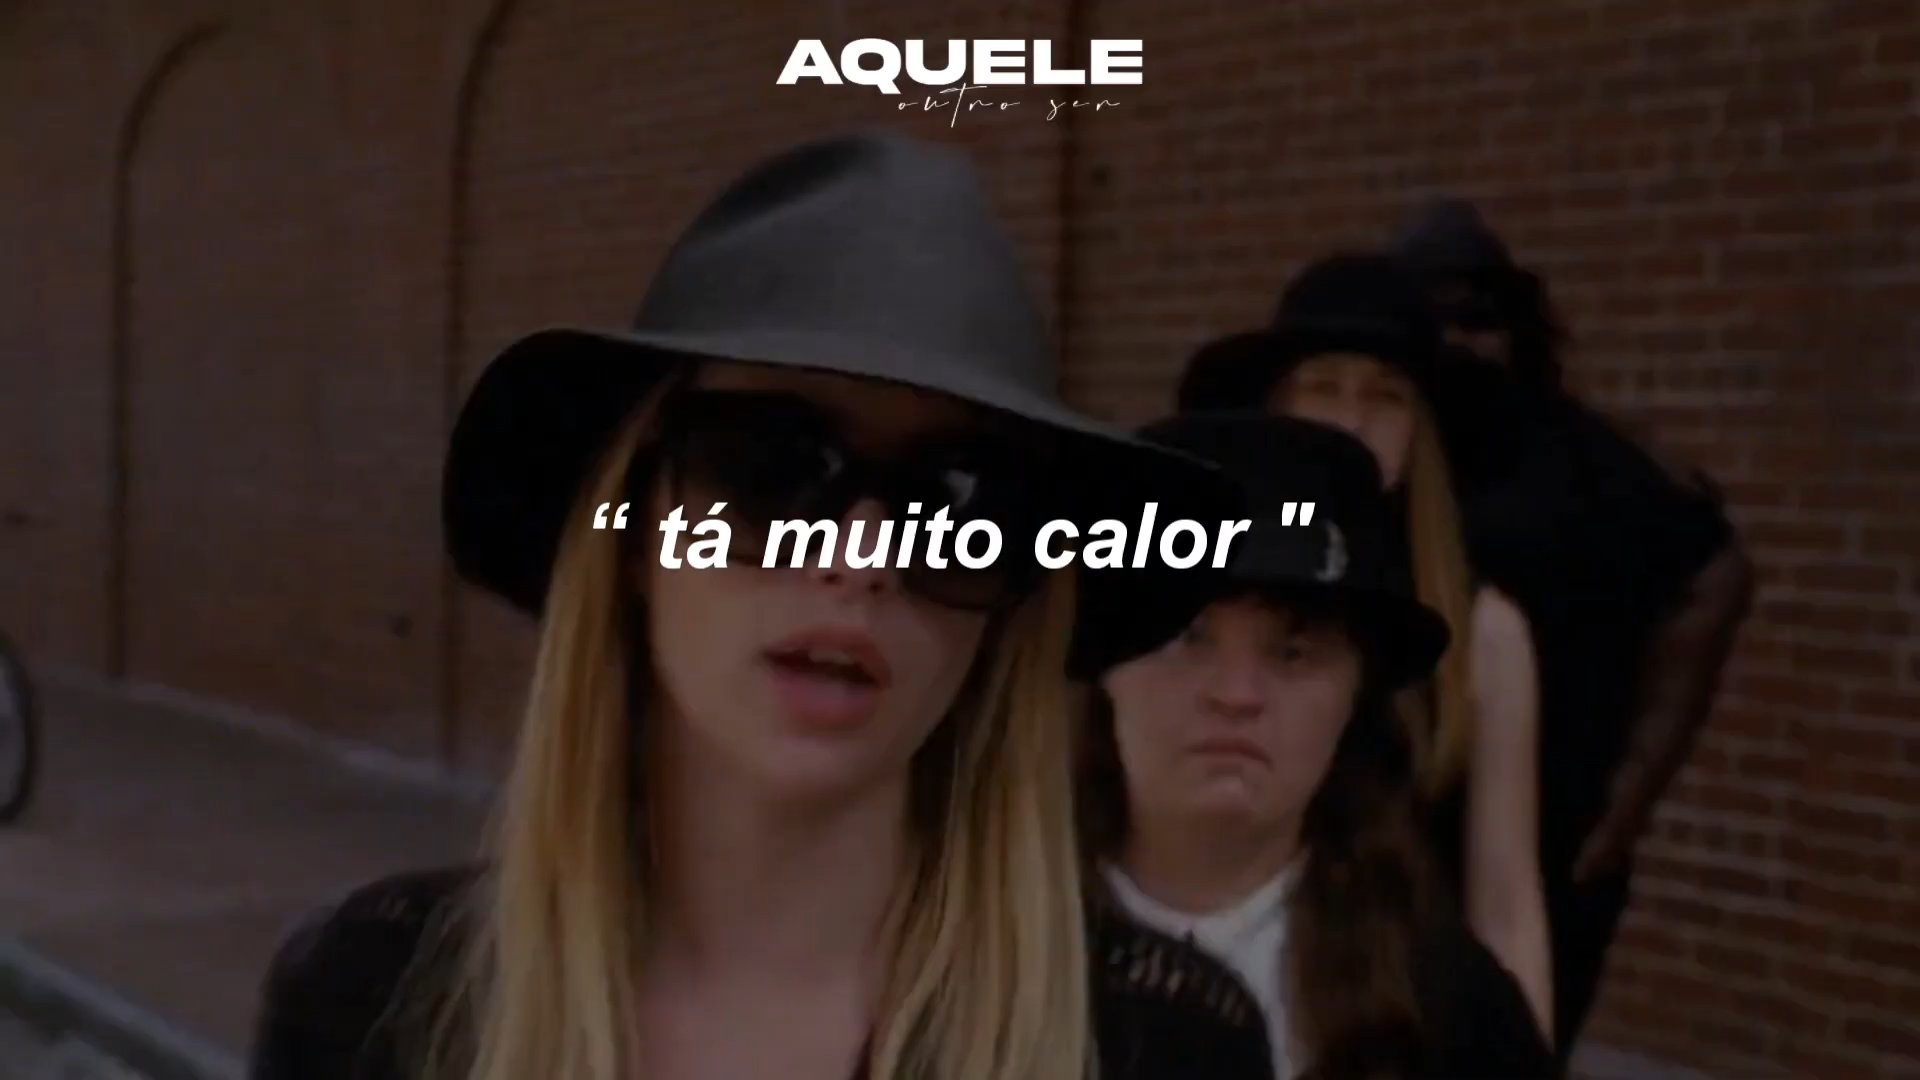 AQUELE
outro ser
“ tá muito calor "